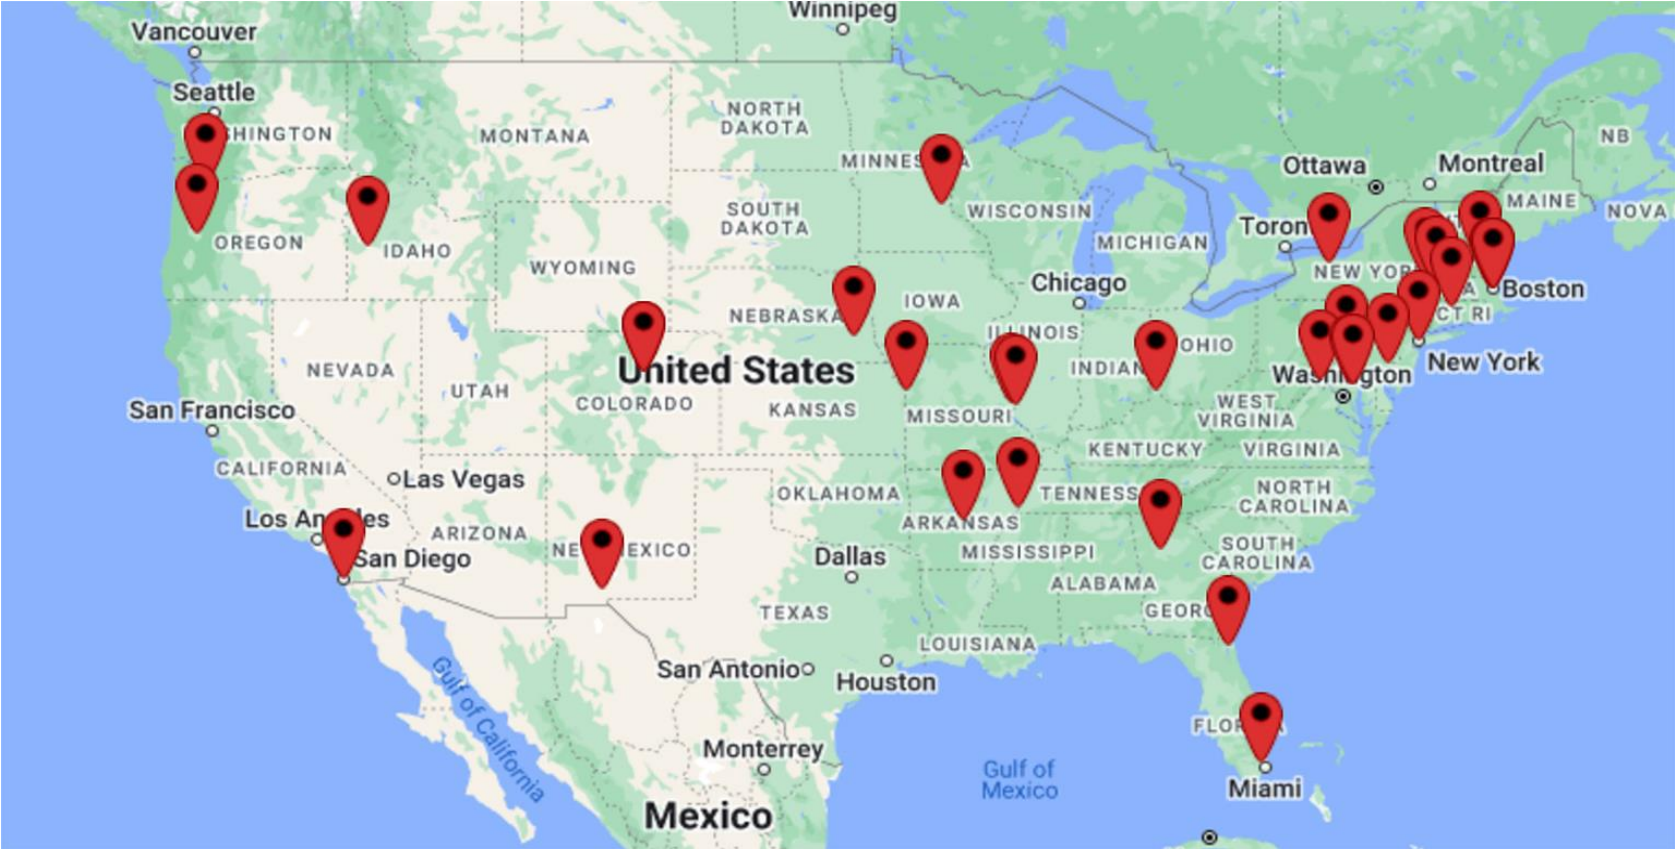 Winnipeg
Vancouver
Seattle
SHINGTON
MONTANA
NORTH
DAKOTA
MINNES
A
Ottawa
Montreal
NB
MAINE
NOVA
WISCONSIN
SOUTH
DAKOTA
Toron
MICHIGAN
OREGON
IDAHO
WYOMING
NEW YOR
Chicago
Boston
A
CT RI
IOWA
NEBRASKA
ILLINOIS
OHIO
INDIAN
New York
NEVADA
United States
Washington
UTAH
COLORADO
KANSAS
MISSOURI
WEST
VIRGINIA
San Francisco
KENTUCKY
VIRGINIA
CALIFORNIA
Las Vegas
OKLAHOMA
TENNESS
NORTH
CAROLINA
Los An
les
ARIZONA
ARKANSAS
NE
EXICO
San Diego
Dallas
MISSISSIPPI
SOUTH
CAROLINA
ALABAMA
TEXAS
GEORG
LOUISIANA
San Antonio
Houston
Gulf of California
FLOR
A
Monterrey
Gulf of
Mexico
Miami
Mexico